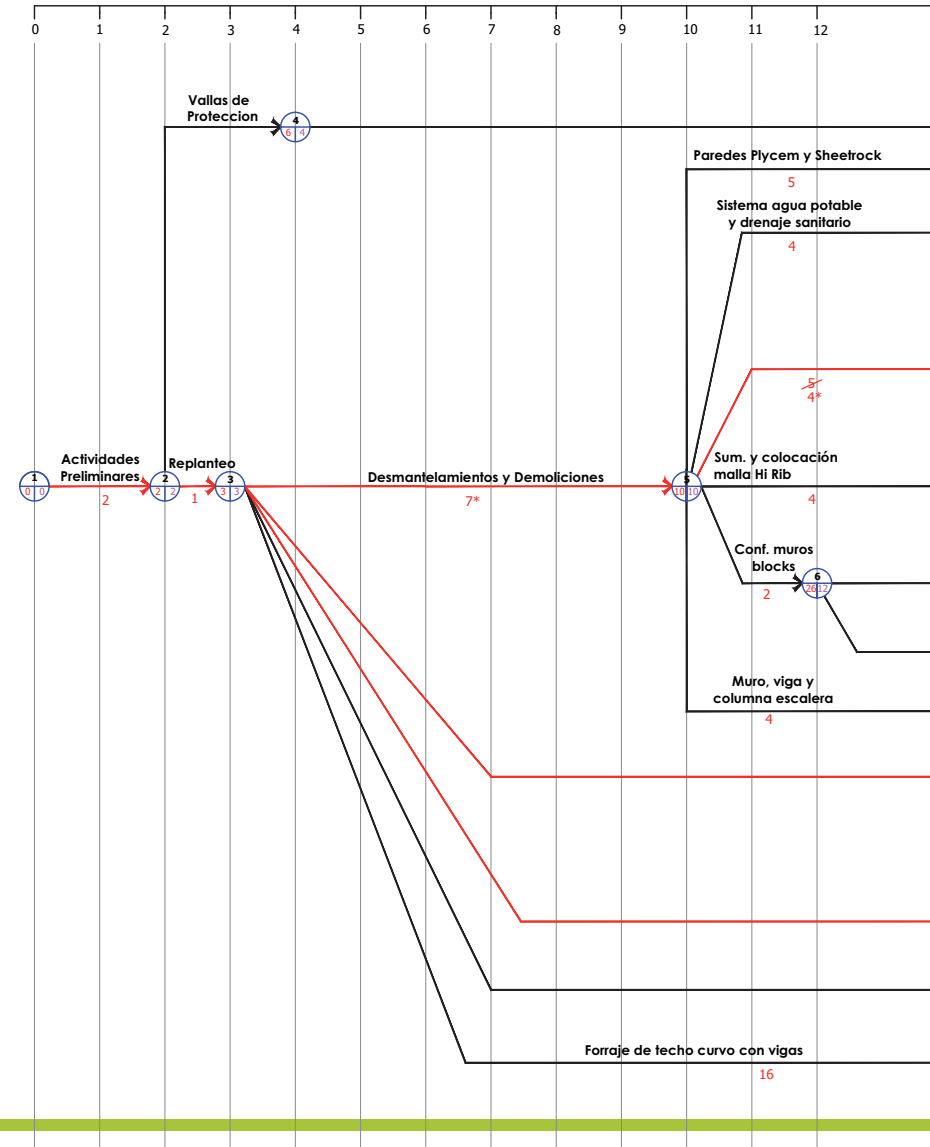 0 1 2 3 4 5 6 7 8 9 10 11 12
Vallas de
Proteccion
4
6 4
Paredes Plycem y Sheetrock
5
Sistema agua potable
y drenaje sanitario
4
5
4*
Actividades
Preliminares
2
1
0 0
Replanteo
1
2
2 2
3
3 3
Desmantelamientos y Demoliciones
7*
5
10 10
Sum. y colocación
malla Hi Rib
4
Conf. muros
blocks
2
6
26 12
Muro, viga y
columna escalera
4
Forraje de techo curvo con vigas
16